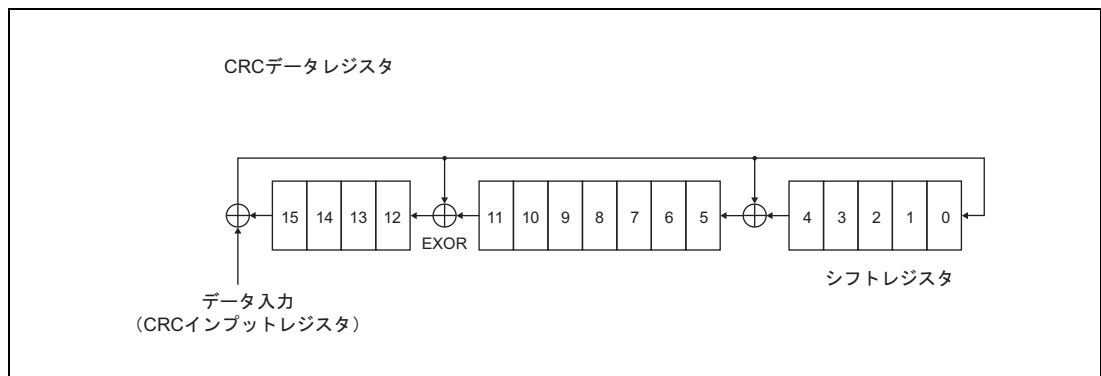 CRCデータレジスタ
15 14 13 12 11 10 9 8 7 6 5 4 3 2 1 0
EXOR
シフトレジスタ
データ入力
（CRCインプットレジスタ）